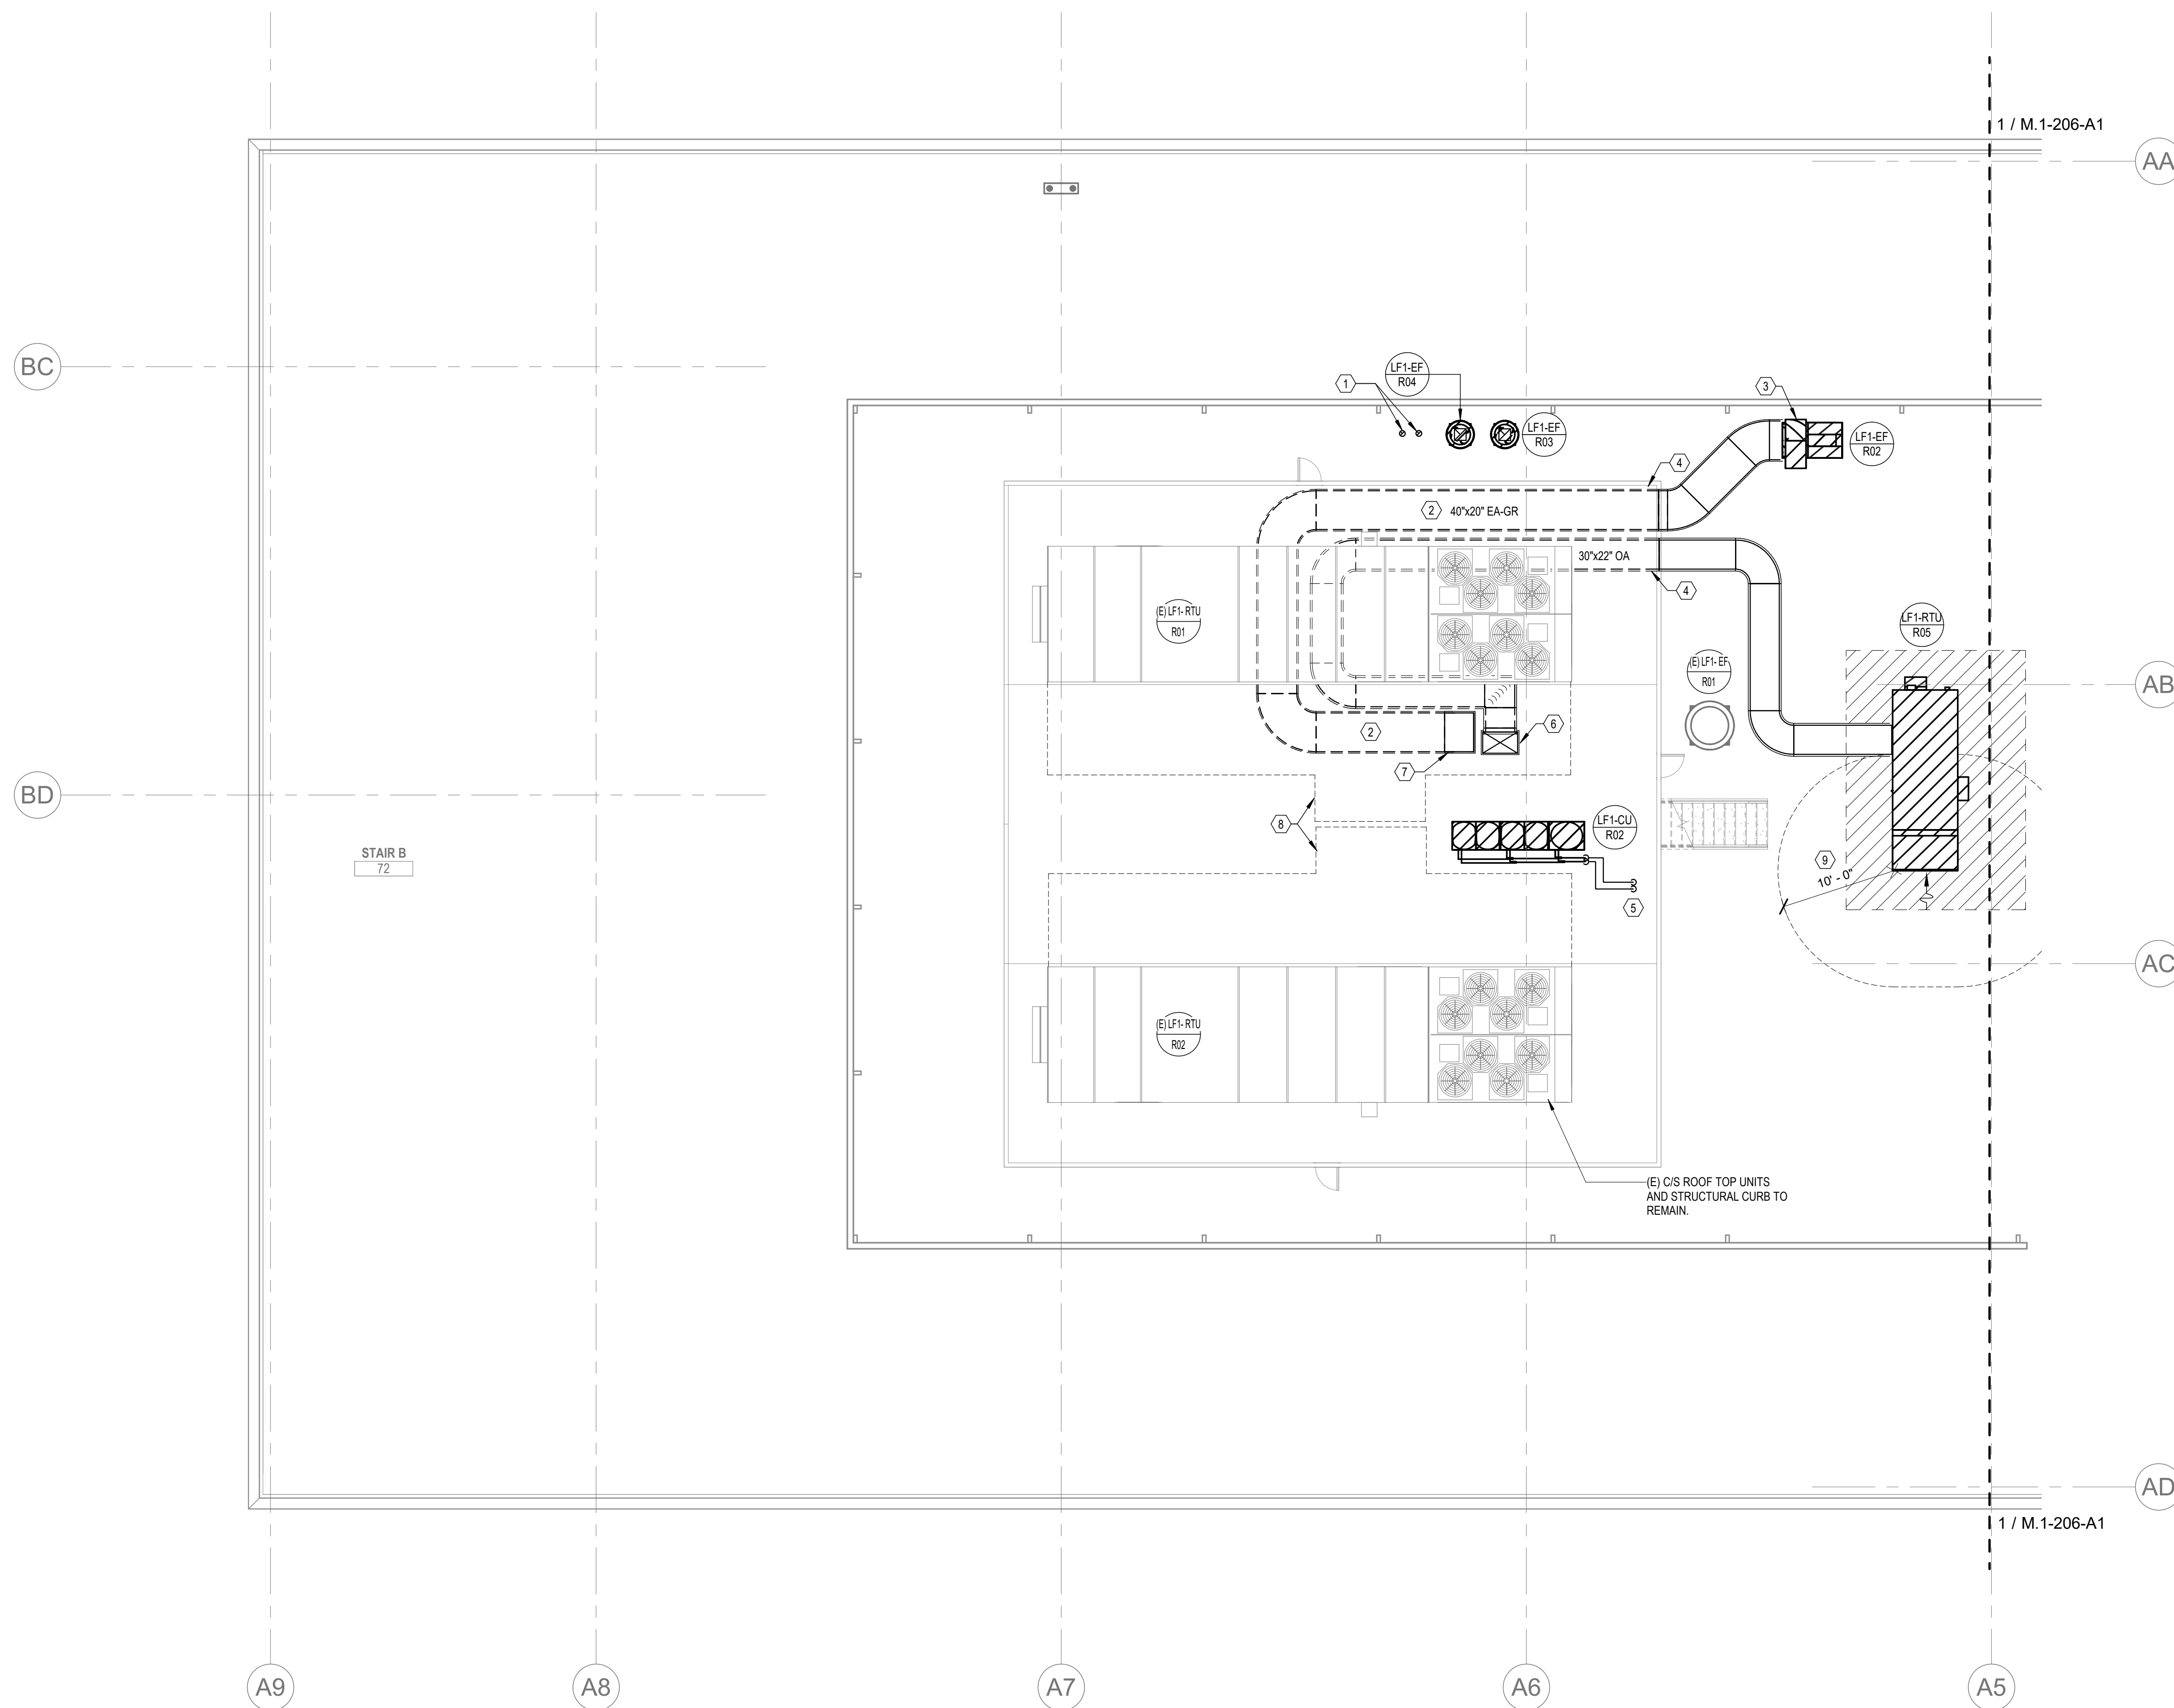 1 / M.1-206-A1
AA
BC
LF1-EF
R04
1
3
LF1-EF
R03
LF1-EF
R02
4
2
40"x20" EA-GR
30"x22" OA
4
(E) LF1- RTU
R01
LF1-RTU
R05
(E) LF1- EF
R01
AB
2
6
7
BD
8
LF1-CU
R02
STAIR B
72
9
10' - 0"
5
AC
(E) LF1- RTU
R02
(E) C/S ROOF TOP UNITS
AND STRUCTURAL CURB TO
REMAIN.
AD
1 / M.1-206-A1
A9
A8
A7
A6
A5